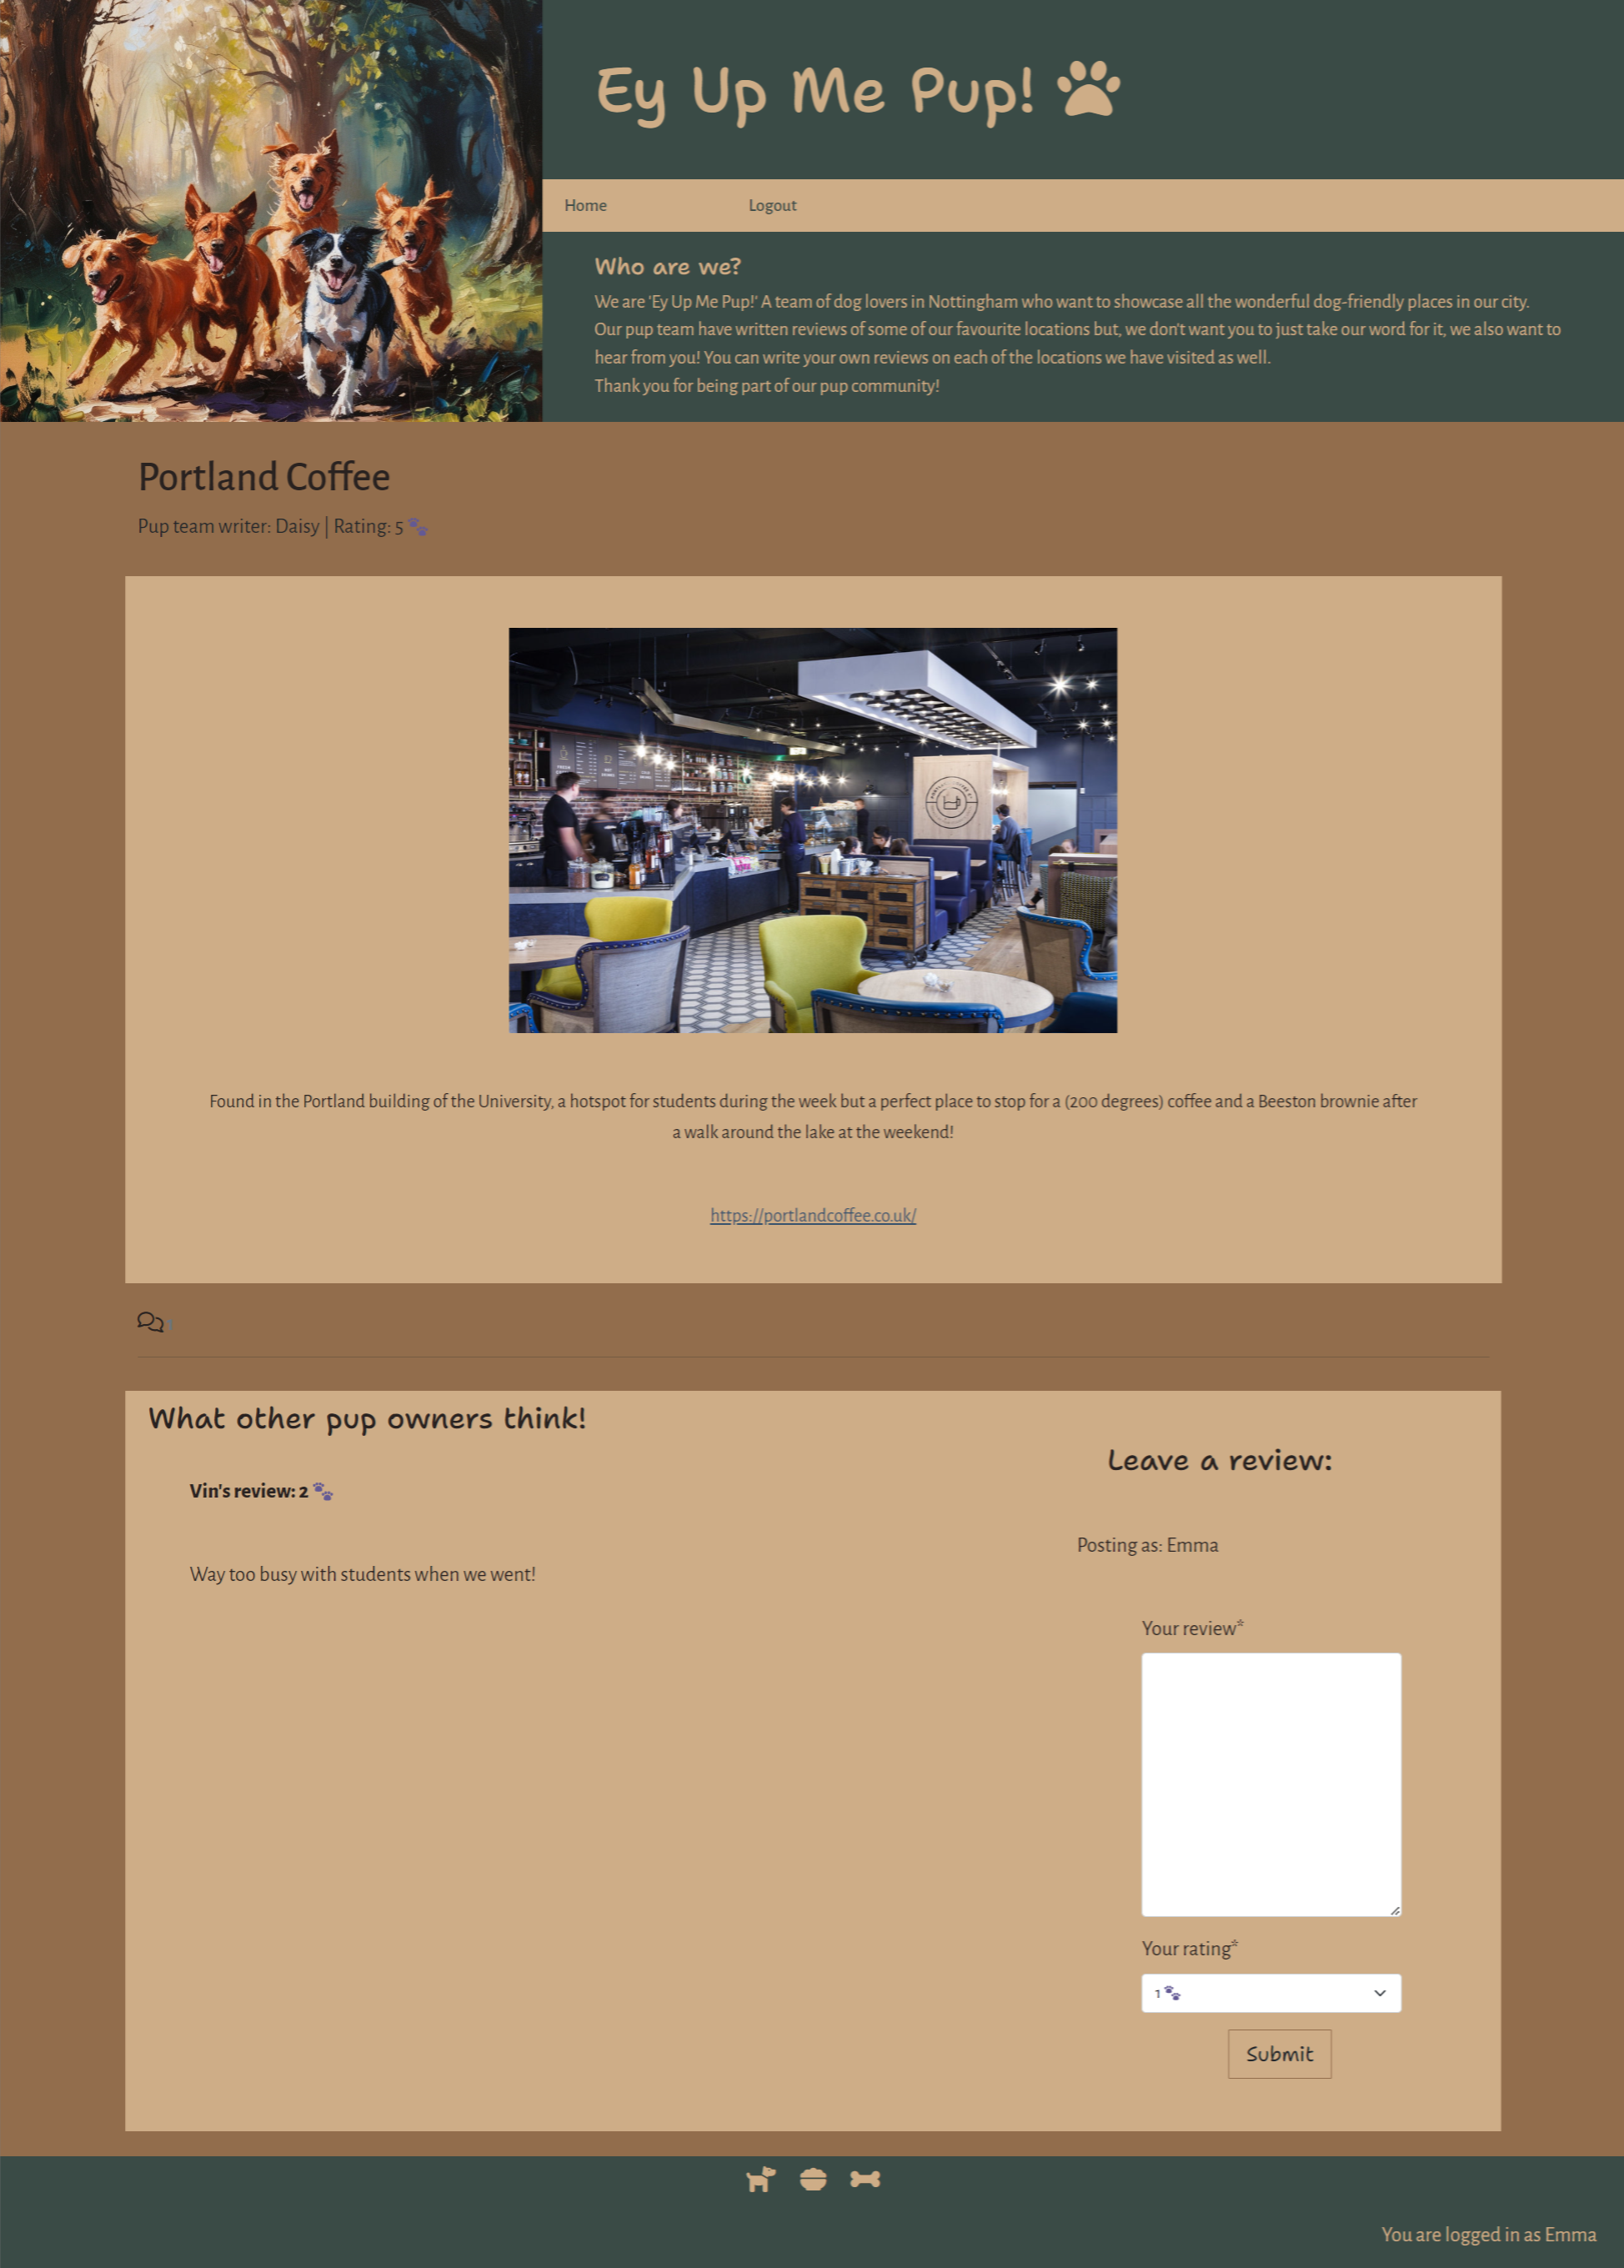 Ey Up Me Pup!
Home
Logout
Who are we?
We are 'Ey Up Me Pup!' A team of dog lovers in Nottingham who want to showcase all the wonderful dog-friendly places in our city.
Our pup team have written reviews of some of our favourite locations but, we don't want you to just take our word for it, we also want to
hear from you! You can write your own reviews on each of the locations we have visited as well.
Thank you for being part of our pup community!
Portland Coffee
Pup team writer: Daisy | Rating: 5 🐾
Found in the Portland building of the University, a hotspot for students during the week but a perfect place to stop for a (200 degrees) coffee and a Beeston brownie after
a walk around the lake at the weekend!
https://portlandcoffee.co.uk/
What other pup owners think!
Vin's review: 2 🐾
Way too busy with students when we went!
Leave a review:
Posting as: Emma
Your review*
Your rating*
1 🐾
Submit
You are logged in as Emma